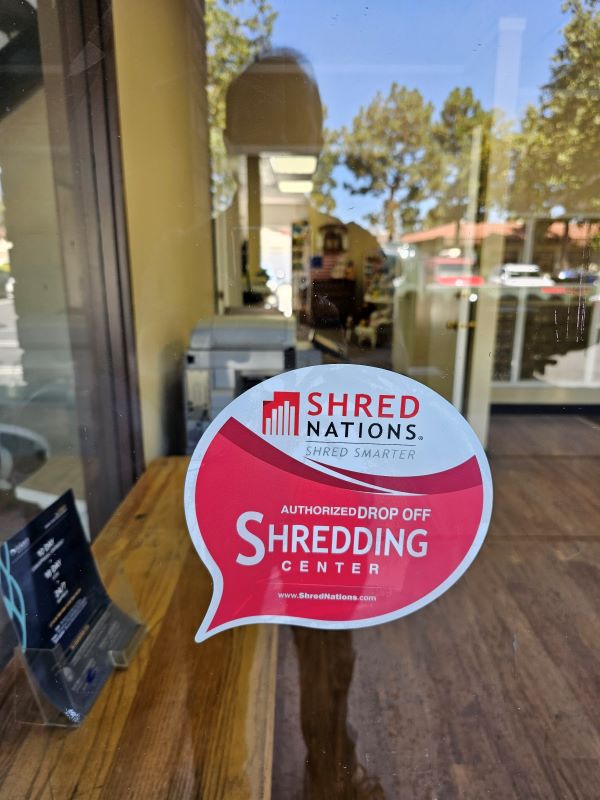 SHRED
NATIONS®
SHRED SMARTER
AUTHORIZED DROP OFF
SHREDDING
CENTER
www.ShredNations.com